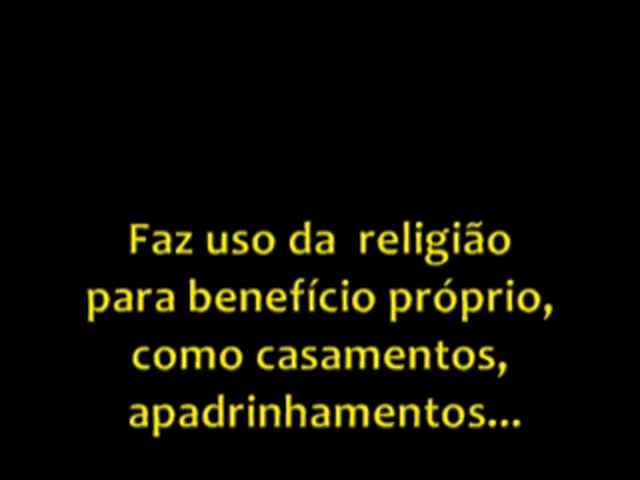 Faz uso da religião
para benefício próprio,
como casamentos,
apadrinhamentos...